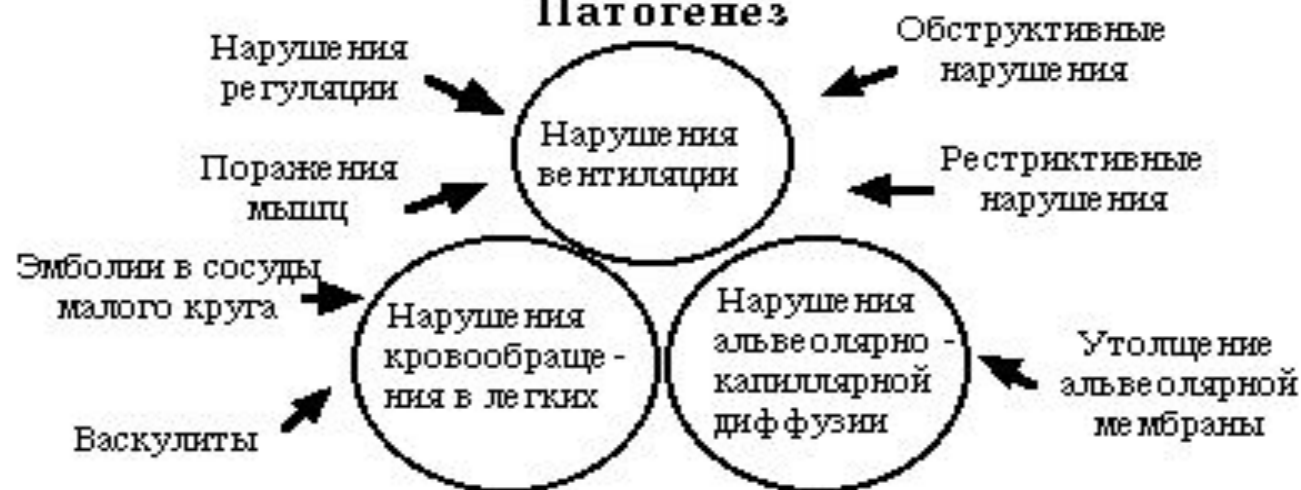 Патогенез
Нарушения
регуляции
Обструктивные
нарушения
Нарушения
вентиляции
Поражения
мышц
Рестриктивные
нарушения
Эмболии в сосуды
малого круга
Нарушения
кровообраще -
ния в легких
Нарушения
альвеолярно -
капиллярной
диффузии
Утолщение
альвеолярной
мембраны
Васкулиты